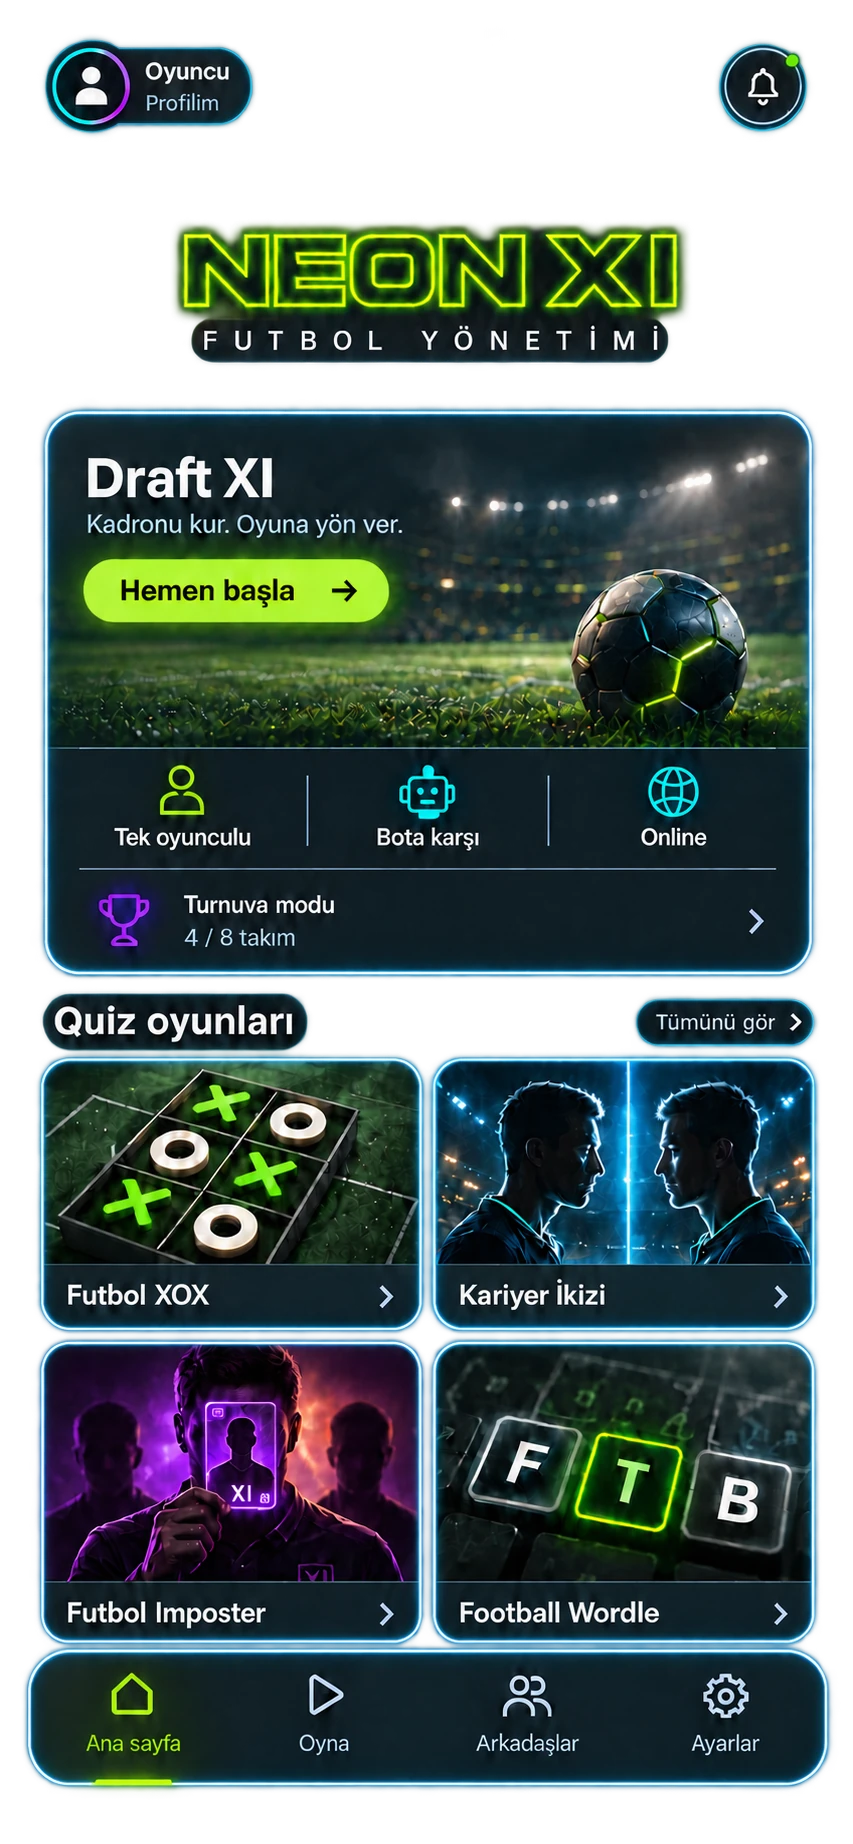 Oyuncu
Profilim
NEON XI
FUTBOL YÖNETİMİ
Draft XI
Kadronu kur. Oyuna yön ver.
Hemen başla
Tek oyunculu
Bota karşı
Online
Turnuva modu
4 / 8 takım
Quiz oyunları
Tümünü gör
Futbol XOX
Kariyer İkizi
XI
XI
Futbol Imposter
F T B
Football Wordle
Ana sayfa
Oyna
Arkadaşlar
Ayarlar